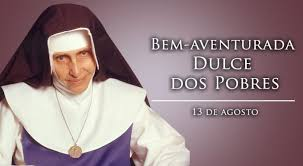 Bem-aventurada
Dulce
dos Pobres
13 de agosto